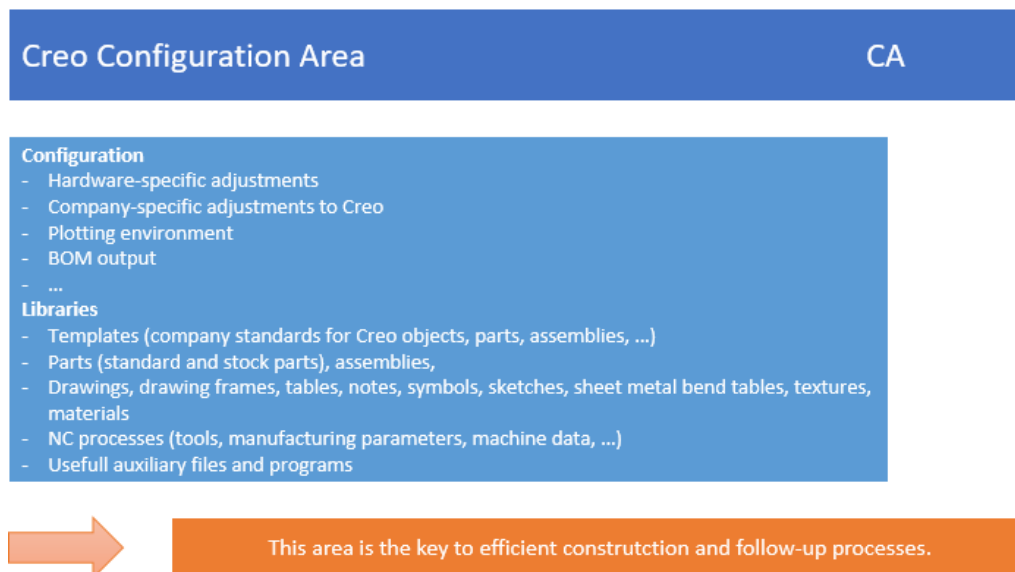 Creo Configuration Area CA
Configuration
- Hardware-specific adjustments
- Company-specific adjustments to Creo
- Plotting environment
- BOM output
- ...
Libraries
- Templates (company standards for Creo objects, parts, assemblies, ...)
- Parts (standard and stock parts), assemblies,
- Drawings, drawing frames, tables, notes, symbols, sketches, sheet metal bend tables, textures,
materials
- NC processes (tools, manufacturing parameters, machine data, ...)
- Usefull auxiliary files and programs
This area is the key to efficient construtction and follow-up processes.